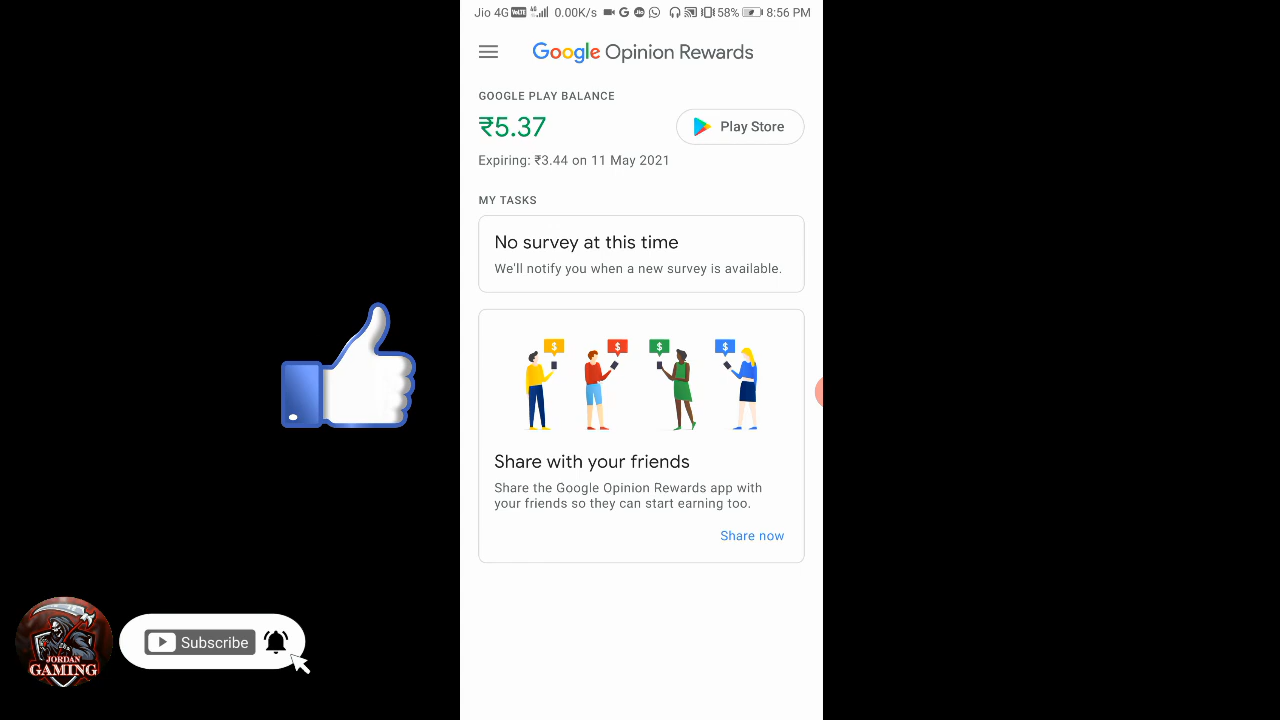 Jio 4G VoLTE 4G 0.00K/s 58% 8:56 PM
Google Opinion Rewards
GOOGLE PLAY BALANCE
₹5.37
Play Store
Expiring: ₹3.44 on 11 May 2021
MY TASKS
No survey at this time
We'll notify you when a new survey is available.
$ $ $ $
Share with your friends
Share the Google Opinion Rewards app with
your friends so they can start earning too.
Share now
JORDAN
GAMING
Subscribe